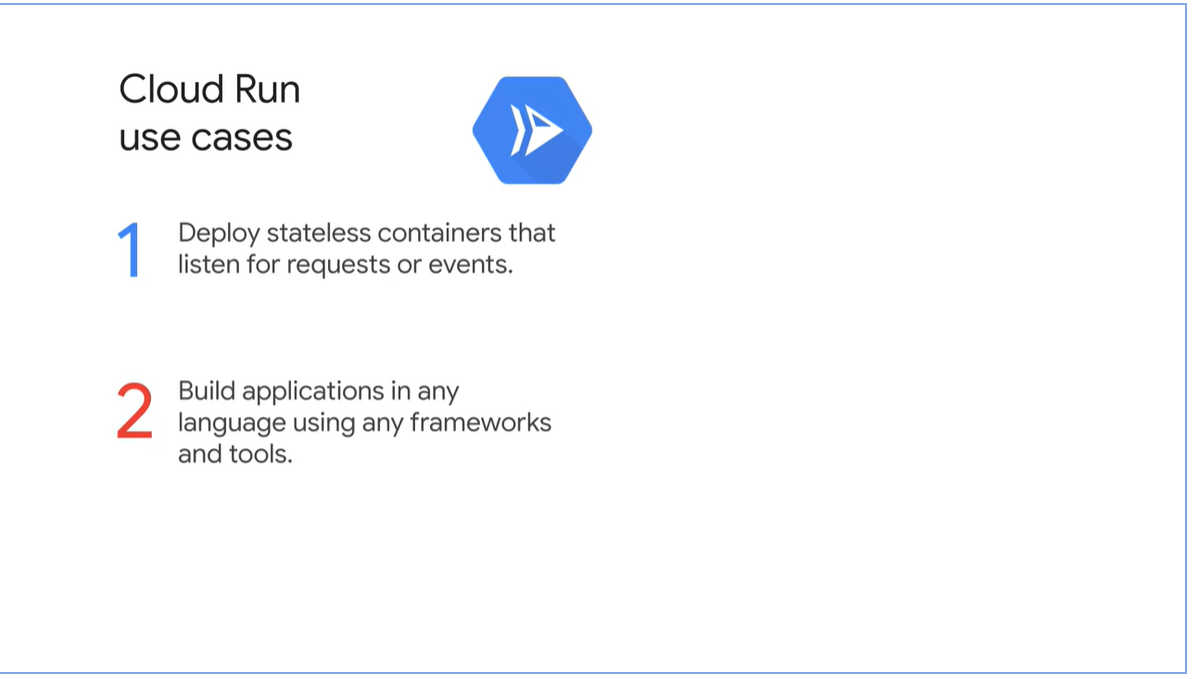 Cloud Run
use cases
1
Deploy stateless containers that
listen for requests or events.
2
Build applications in any
language using any frameworks
and tools.